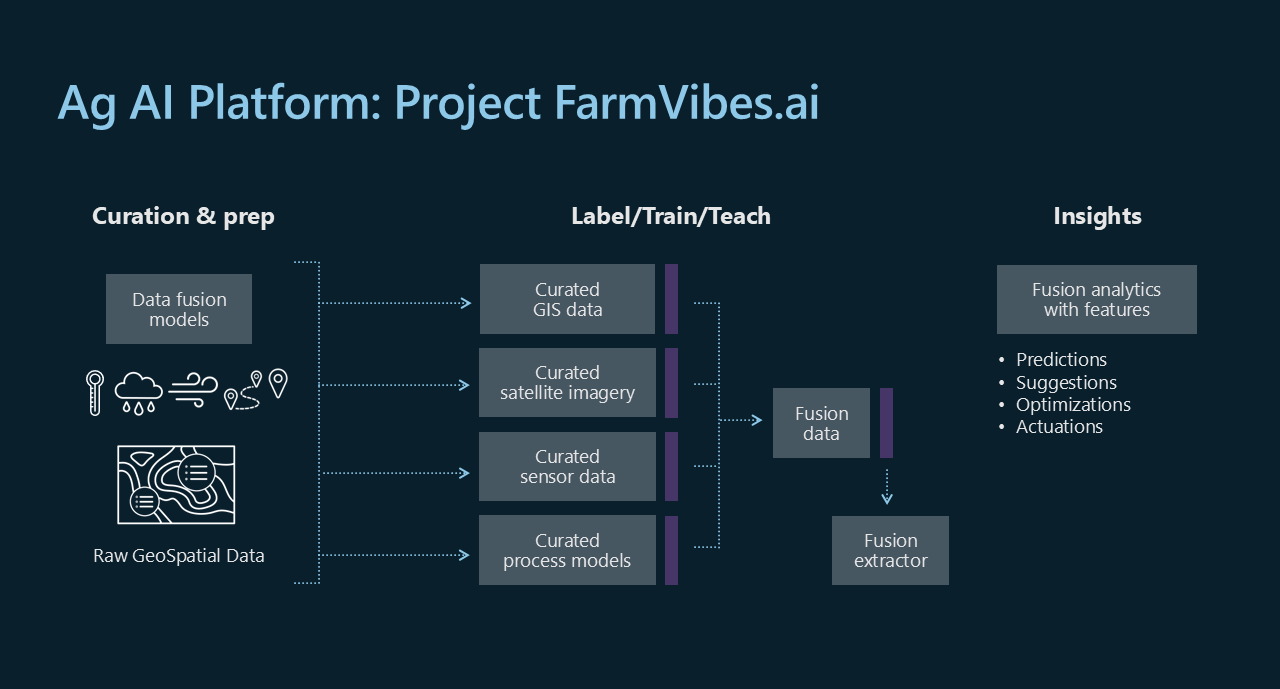 Ag AI Platform: Project FarmVibes.ai
Curation & prep
Data fusion
models
Raw GeoSpatial Data
Label/Train/Teach
Curated
GIS data
Curated
satellite imagery
Curated
sensor data
Curated
process models
Fusion
data
Fusion
extractor
Insights
Fusion analytics
with features
• Predictions
• Suggestions
• Optimizations
• Actuations